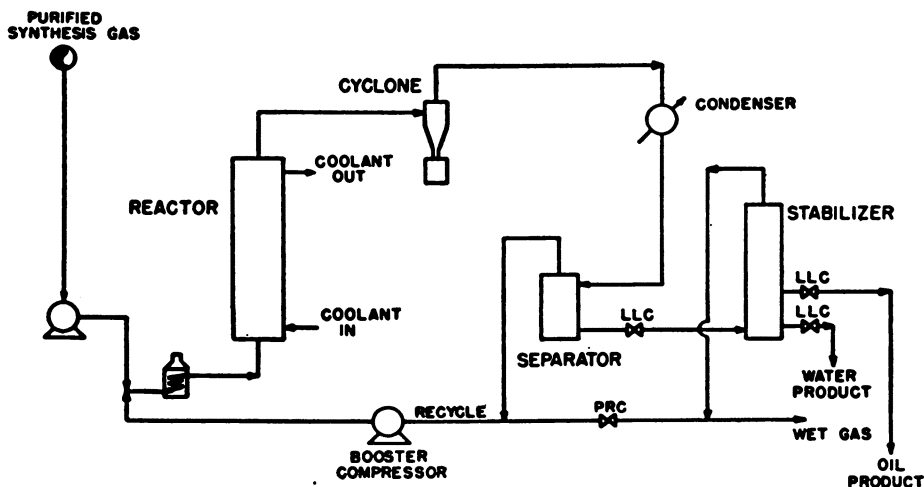 PURIFIED
SYNTHESIS GAS
CYCLONE
CONDENSER
COOLANT
OUT
REACTOR
STABILIZER
LLC
COOLANT
IN
LLC
LLC
SEPARATOR
WATER
PRODUCT
RECYCLE
PRC
WET GAS
BOOSTER
COMPRESSOR
OIL
PRODUCT